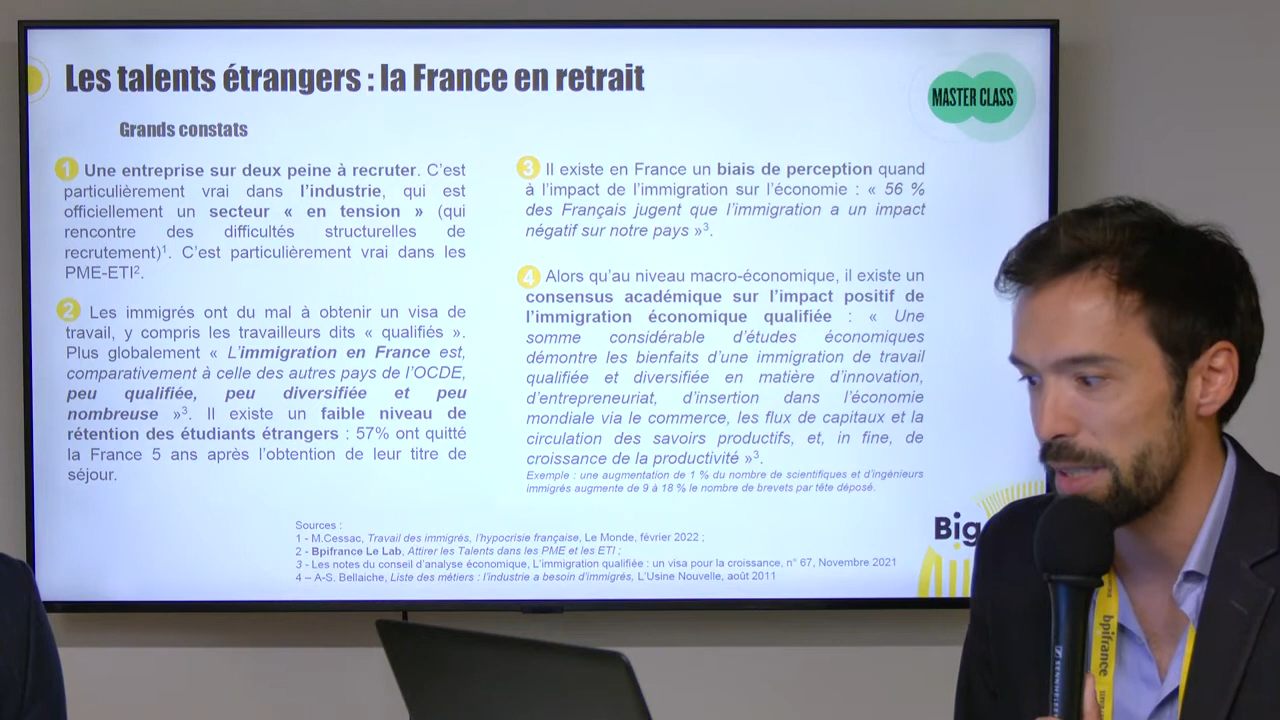 Les talents étrangers : la France en retrait
MASTER CLASS
Grands constats
1 Une entreprise sur deux peine à recruter. C'est
particulièrement vrai dans l'industrie, qui est
officiellement un secteur « en tension » (qui
rencontre des difficultés structurelles de
recrutement)¹. C'est particulièrement vrai dans les
PME-ETI².
2 Les immigrés ont du mal à obtenir un visa de
travail, y compris les travailleurs dits « qualifiés ».
Plus globalement « L'immigration en France est,
comparativement à celle des autres pays de l'OCDE,
peu qualifiée, peu diversifiée et peu
nombreuse »³. Il existe un faible niveau de
rétention des étudiants étrangers : 57% ont quitté
la France 5 ans après l'obtention de leur titre de
séjour.
3 Il existe en France un biais de perception quand
à l'impact de l'immigration sur l'économie : « 56 %
des Français jugent que l'immigration a un impact
négatif sur notre pays »³.
4 Alors qu'au niveau macro-économique, il existe un
consensus académique sur l'impact positif de
l'immigration économique qualifiée : « Une
somme considérable d'études économiques
démontre les bienfaits d'une immigration de travail
qualifiée et diversifiée en matière d'innovation,
d'entrepreneuriat, d'insertion dans l'économie
mondiale via le commerce, les flux de capitaux et la
circulation des savoirs productifs, et, in fine, de
croissance de la productivité »³.
Exemple : une augmentation de 1 % du nombre de scientifiques et d'ingénieurs
immigrés augmente de 9 à 18 % le nombre de brevets par tête déposé.
Sources :
1 - M.Cessac, Travail des immigrés, l'hypocrisie française, Le Monde, février 2022 ;
2 - Bpifrance Le Lab, Attirer les Talents dans les PME et les ETI ;
3 - Les notes du conseil d'analyse économique, L'immigration qualifiée : un visa pour la croissance, n° 67, Novembre 2021
4 – A-S. Bellaiche, Liste des métiers : l'industrie a besoin d'immigrés, L'Usine Nouvelle, août 2011
Big
bpifrance
SENNHEISER